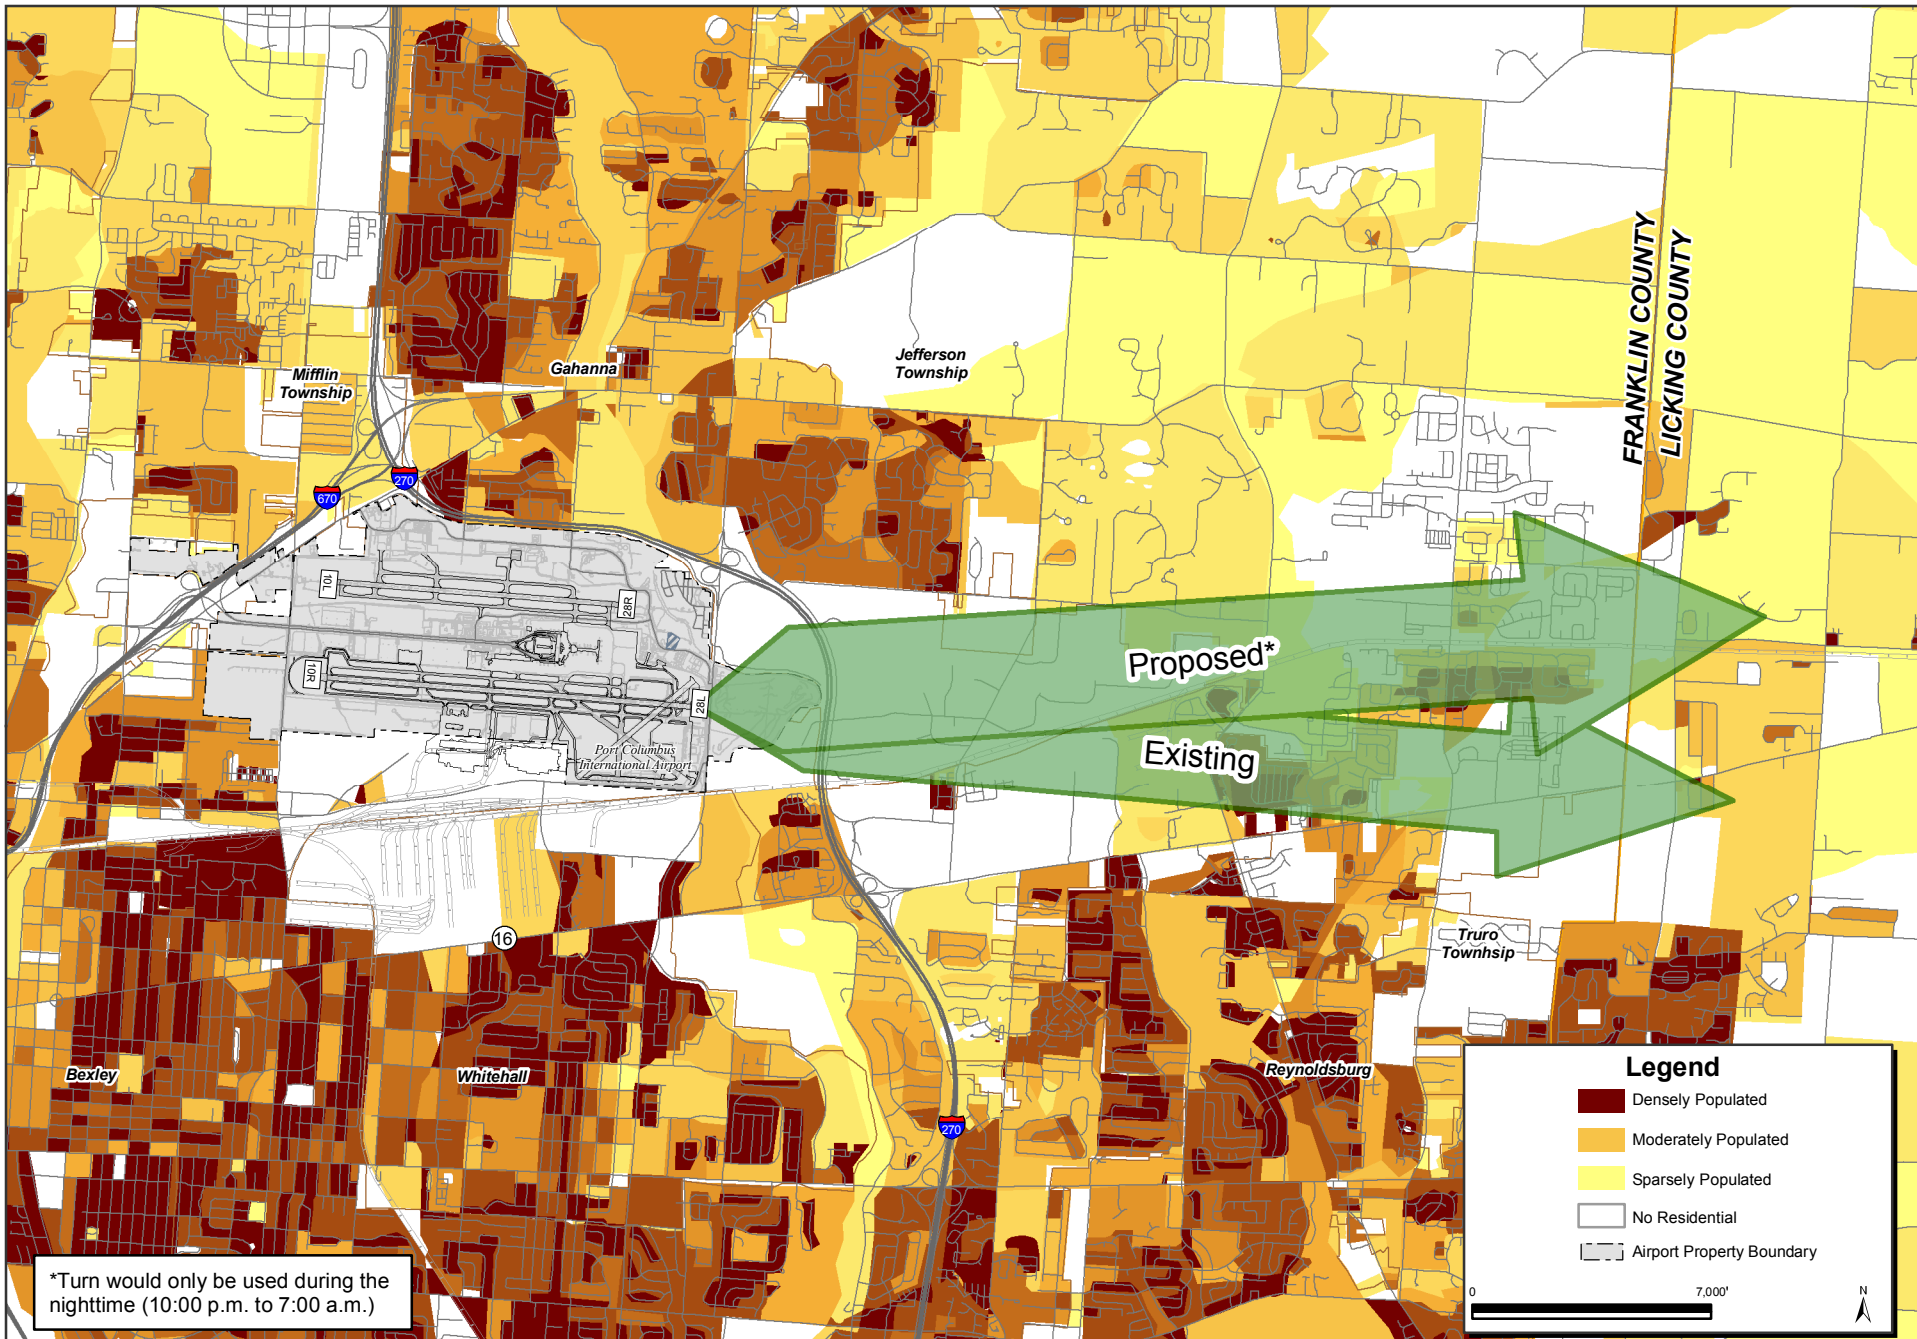 FRANKLIN COUNTY
LICKING COUNTY
Jefferson
Township
Gahanna
Mifflin
Township
270
670
10L
28R
10R
28L
Proposed*
Existing
Port Columbus
International Airport
16
Truro
Townhsip
Bexley
Whitehall
Reynoldsburg
270
Legend
Densely Populated
Moderately Populated
Sparsely Populated
No Residential
Airport Property Boundary
0 7,000'
N
*Turn would only be used during the
nighttime (10:00 p.m. to 7:00 a.m.)